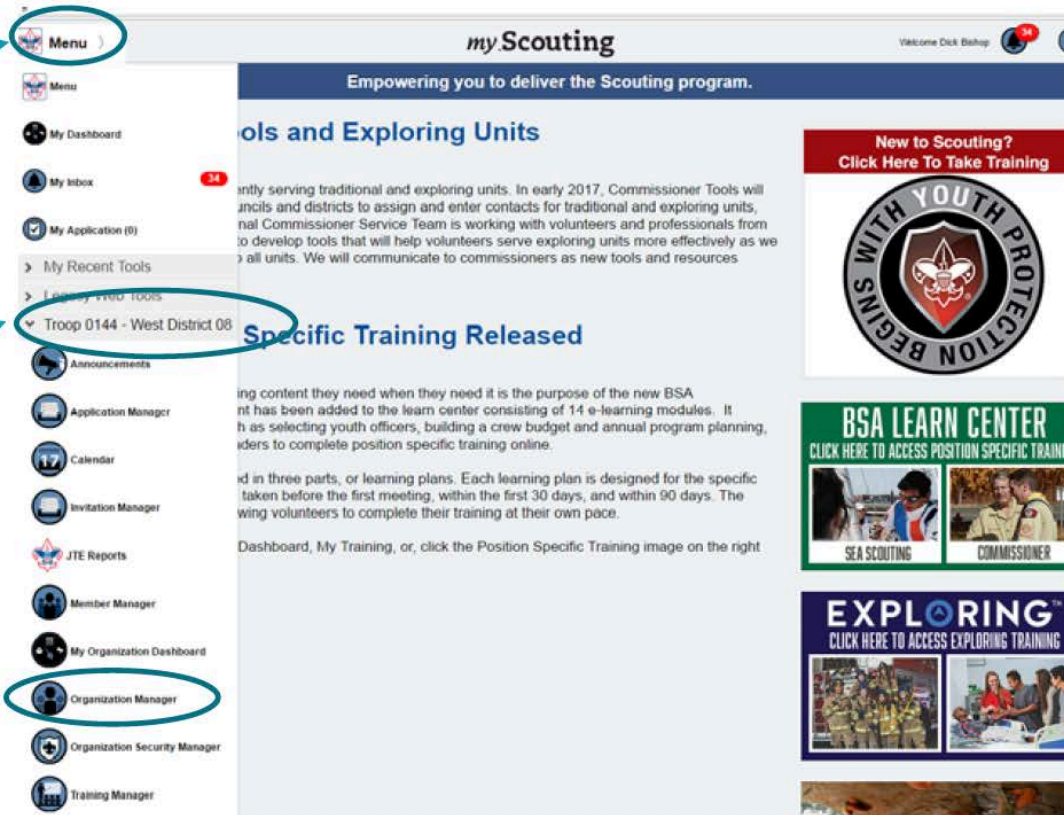 Menu
my.Scouting
Welcome Dick Bishop
34
Empowering you to deliver the Scouting program.
Menu
My Dashboard
My Inbox
34
My Application (0)
My Recent Tools
Legacy Web Tools
Troop 0144 - West District 08
Announcements
Application Manager
17
Calendar
Invitation Manager
JTE Reports
Member Manager
My Organization Dashboard
Organization Manager
Organization Security Manager
Training Manager
ols and Exploring Units
ently serving traditional and exploring units. In early 2017, Commissioner Tools will
uncils and districts to assign and enter contacts for traditional and exploring units,
nal Commissioner Service Team is working with volunteers and professionals from
to develop tools that will help volunteers serve exploring units more effectively as we
all units. We will communicate to commissioners as new tools and resources
Specific Training Released
ing content they need when they need it is the purpose of the new BSA
nt has been added to the learn center consisting of 14 e-learning modules. It
h as selecting youth officers, building a crew budget and annual program planning,
ders to complete position specific training online.
ed in three parts, or learning plans. Each learning plan is designed for the specific
taken before the first meeting, within the first 30 days, and within 90 days. The
wing volunteers to complete their training at their own pace.
Dashboard, My Training, or, click the Position Specific Training image on the right
New to Scouting?
Click Here To Take Training
WITH YOUTH PROTECTION
BEGINS
BSA NOI
BSA LEARN CENTER
CLICK HERE TO ACCESS POSITION SPECIFIC TRAINI
SEA SCOUTING
COMMISSIONER
EXPLORING™
CLICK HERE TO ACCESS EXPLORING TRAINING